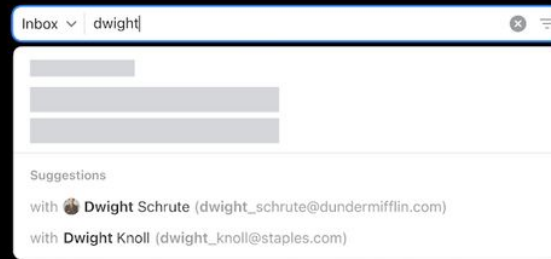 Inbox dwight
Suggestions
with Dwight Schrute (dwight_schrute@dundermifflin.com)
with Dwight Knoll (dwight_knoll@staples.com)